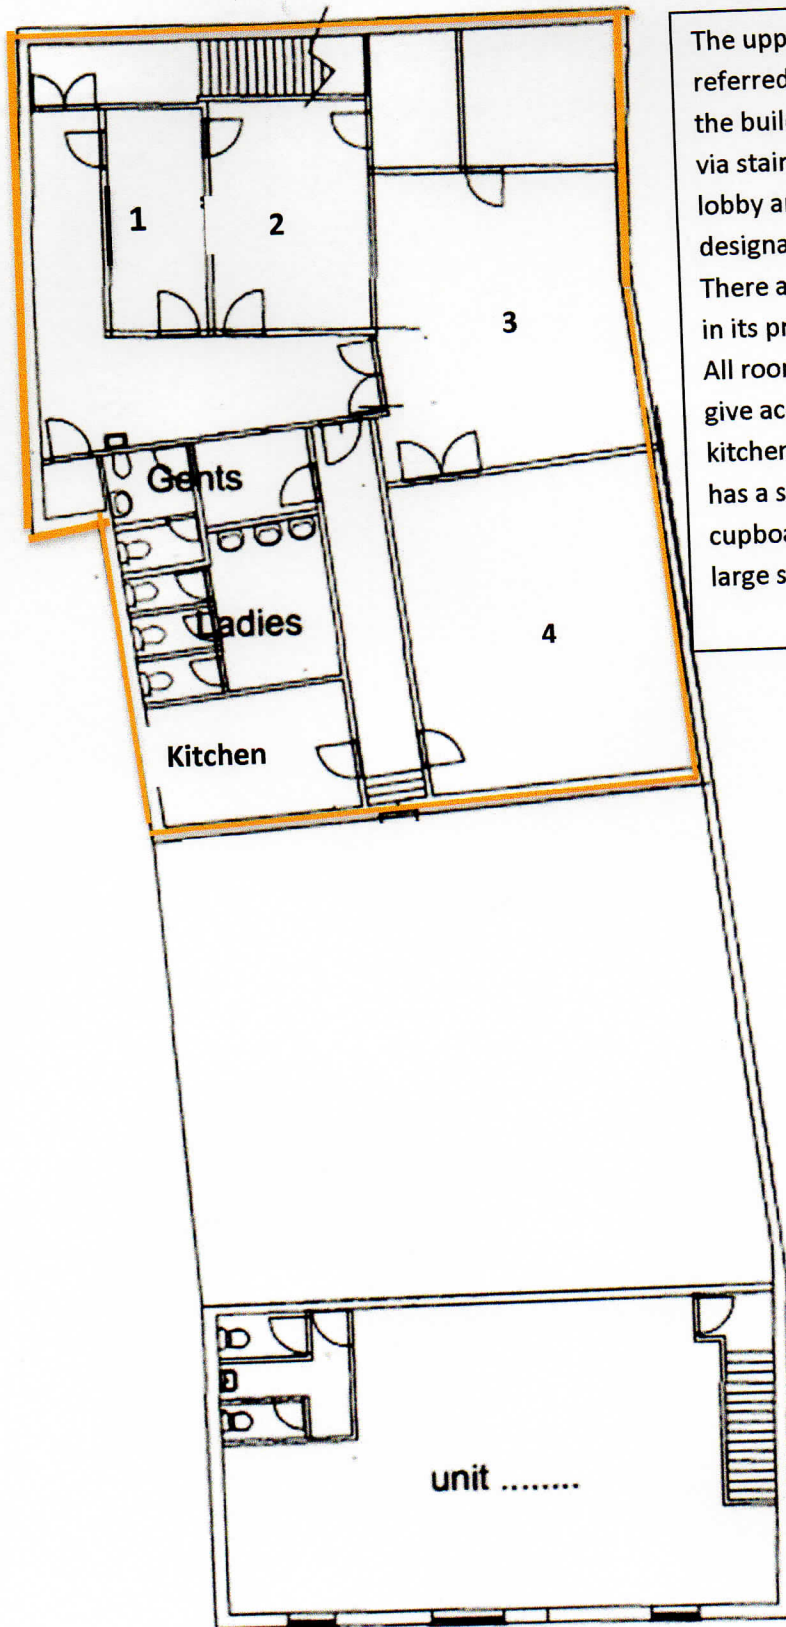 The upp
referred
the buil
via stair
lobby a
designa
There a
in its pr
All roor
give ac
kitcher
has a s
cupboa
large s
1
2
3
Gents
Ladies
4
Kitchen
unit ........